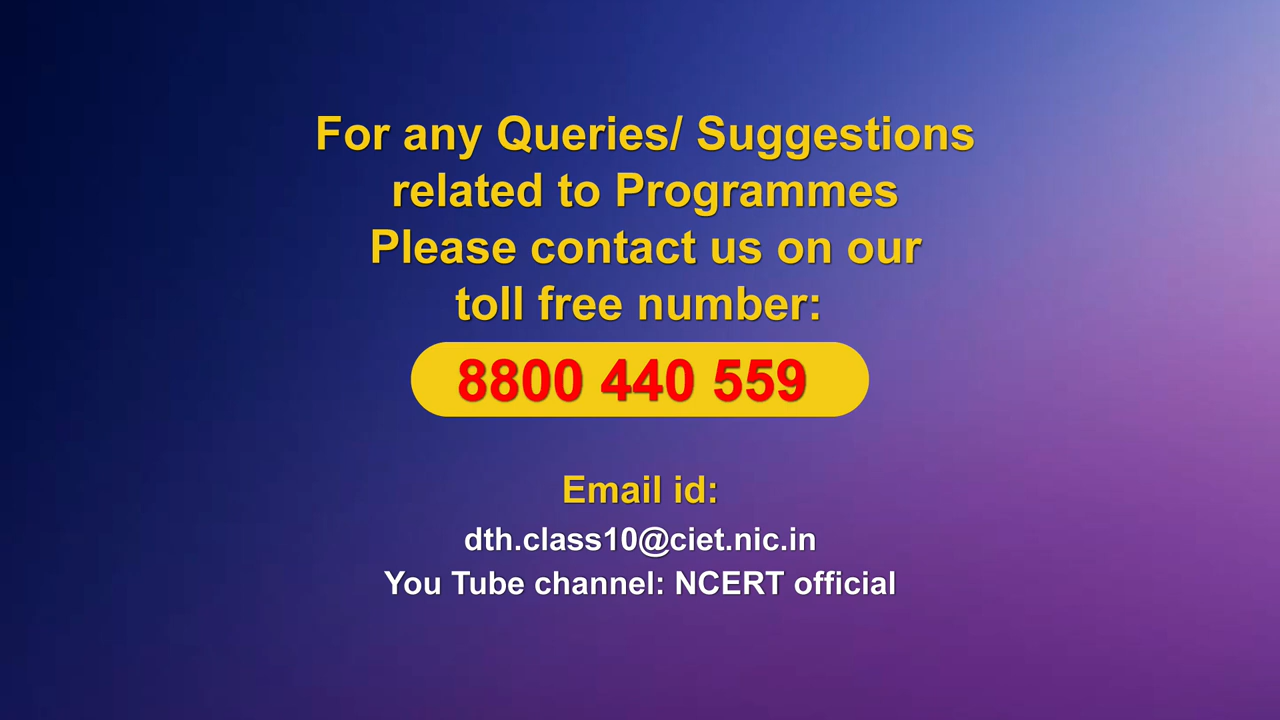 For any Queries/ Suggestions
related to Programmes
Please contact us on our
toll free number:
8800 440 559
Email id:
dth.class10@ciet.nic.in
You Tube channel: NCERT official